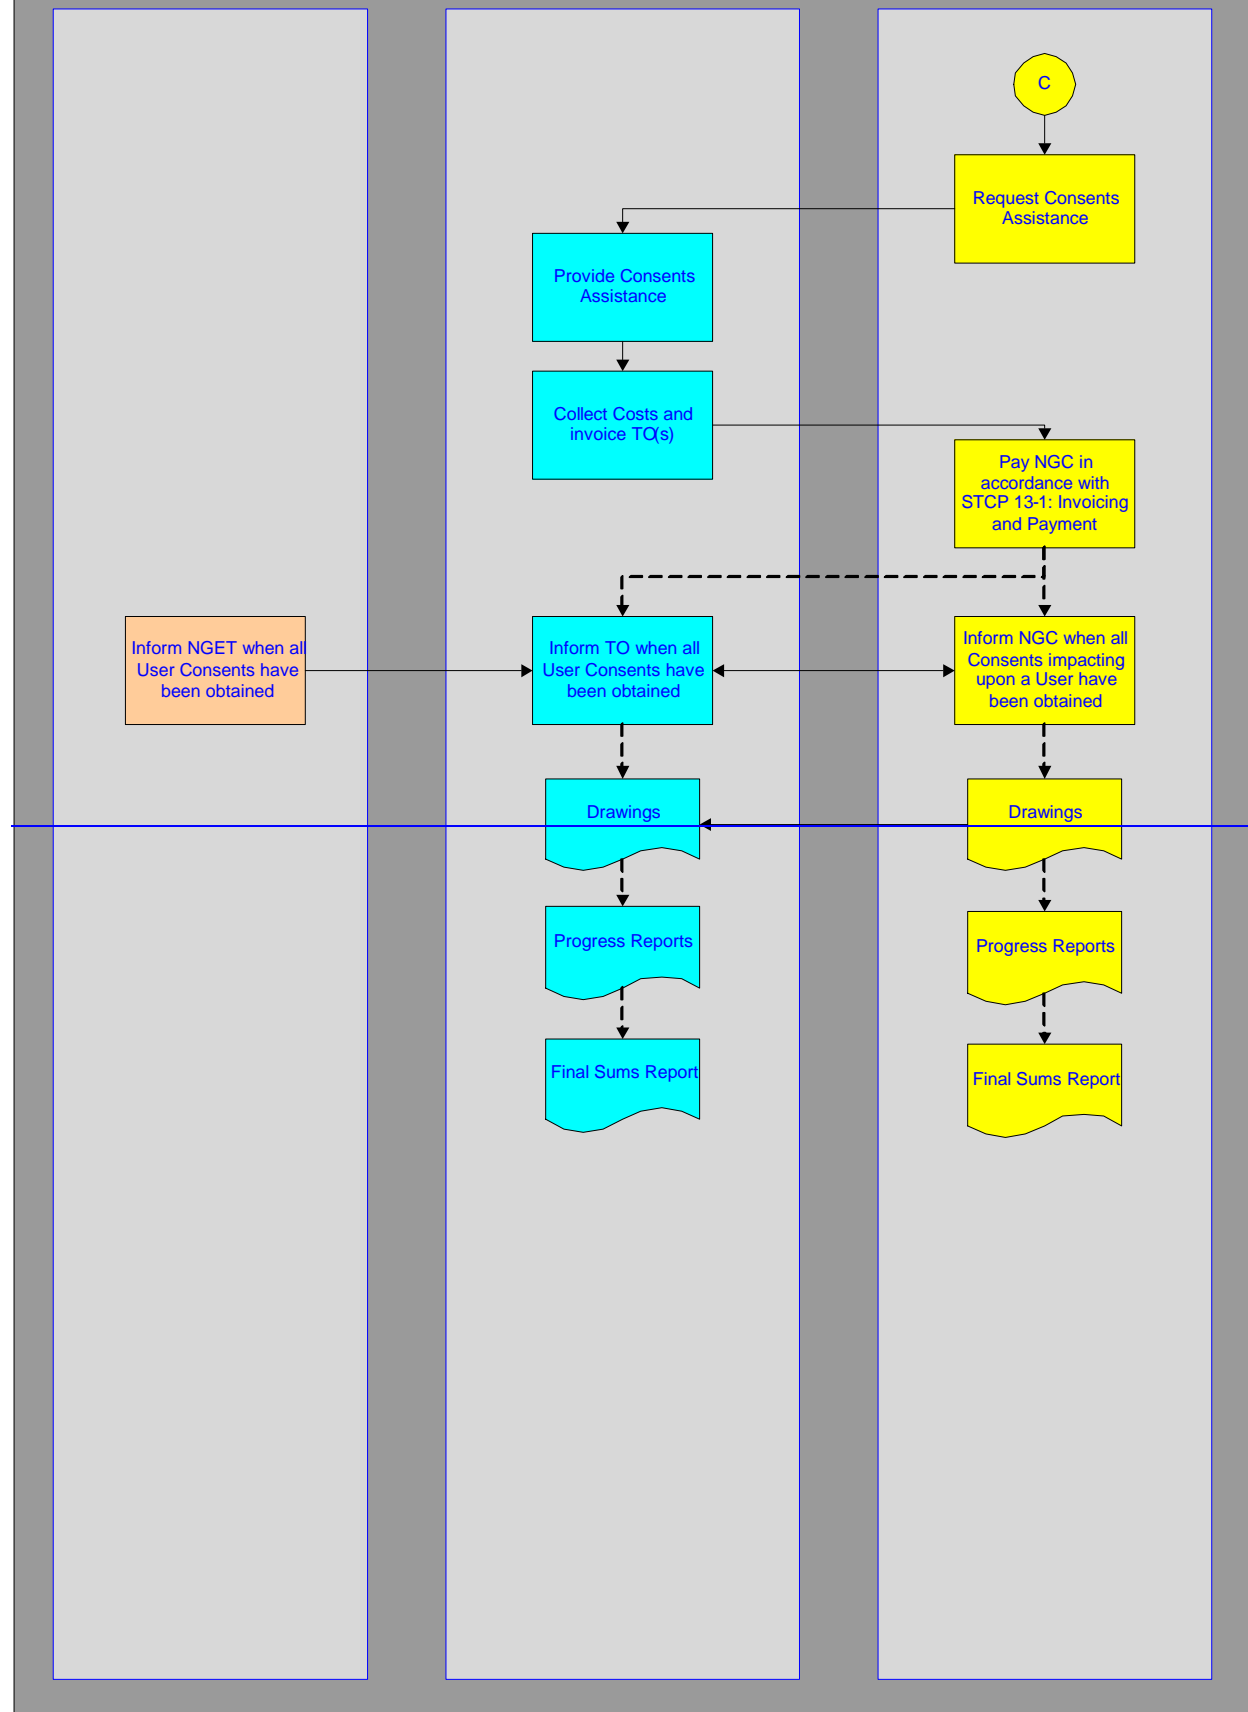 C
Request Consents
Assistance
Provide Consents
Assistance
Collect Costs and
invoice TO(s)
Pay NGC in
accordance with
STCP 13-1: Invoicing
and Payment
Inform NGET when all
User Consents have
been obtained
Inform TO when all
User Consents have
been obtained
Inform NGC when all
Consents impacting
upon a User have
been obtained
Drawings
Drawings
Progress Reports
Progress Reports
Final Sums Report
Final Sums Report